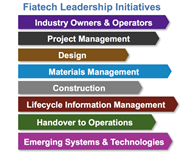 Fiatech Leadership Initiatives
Industry Owners & Operators
Project Management
Design
Materials Management
Construction
Lifecycle Information Management
Handover to Operations
Emerging Systems & Technologies